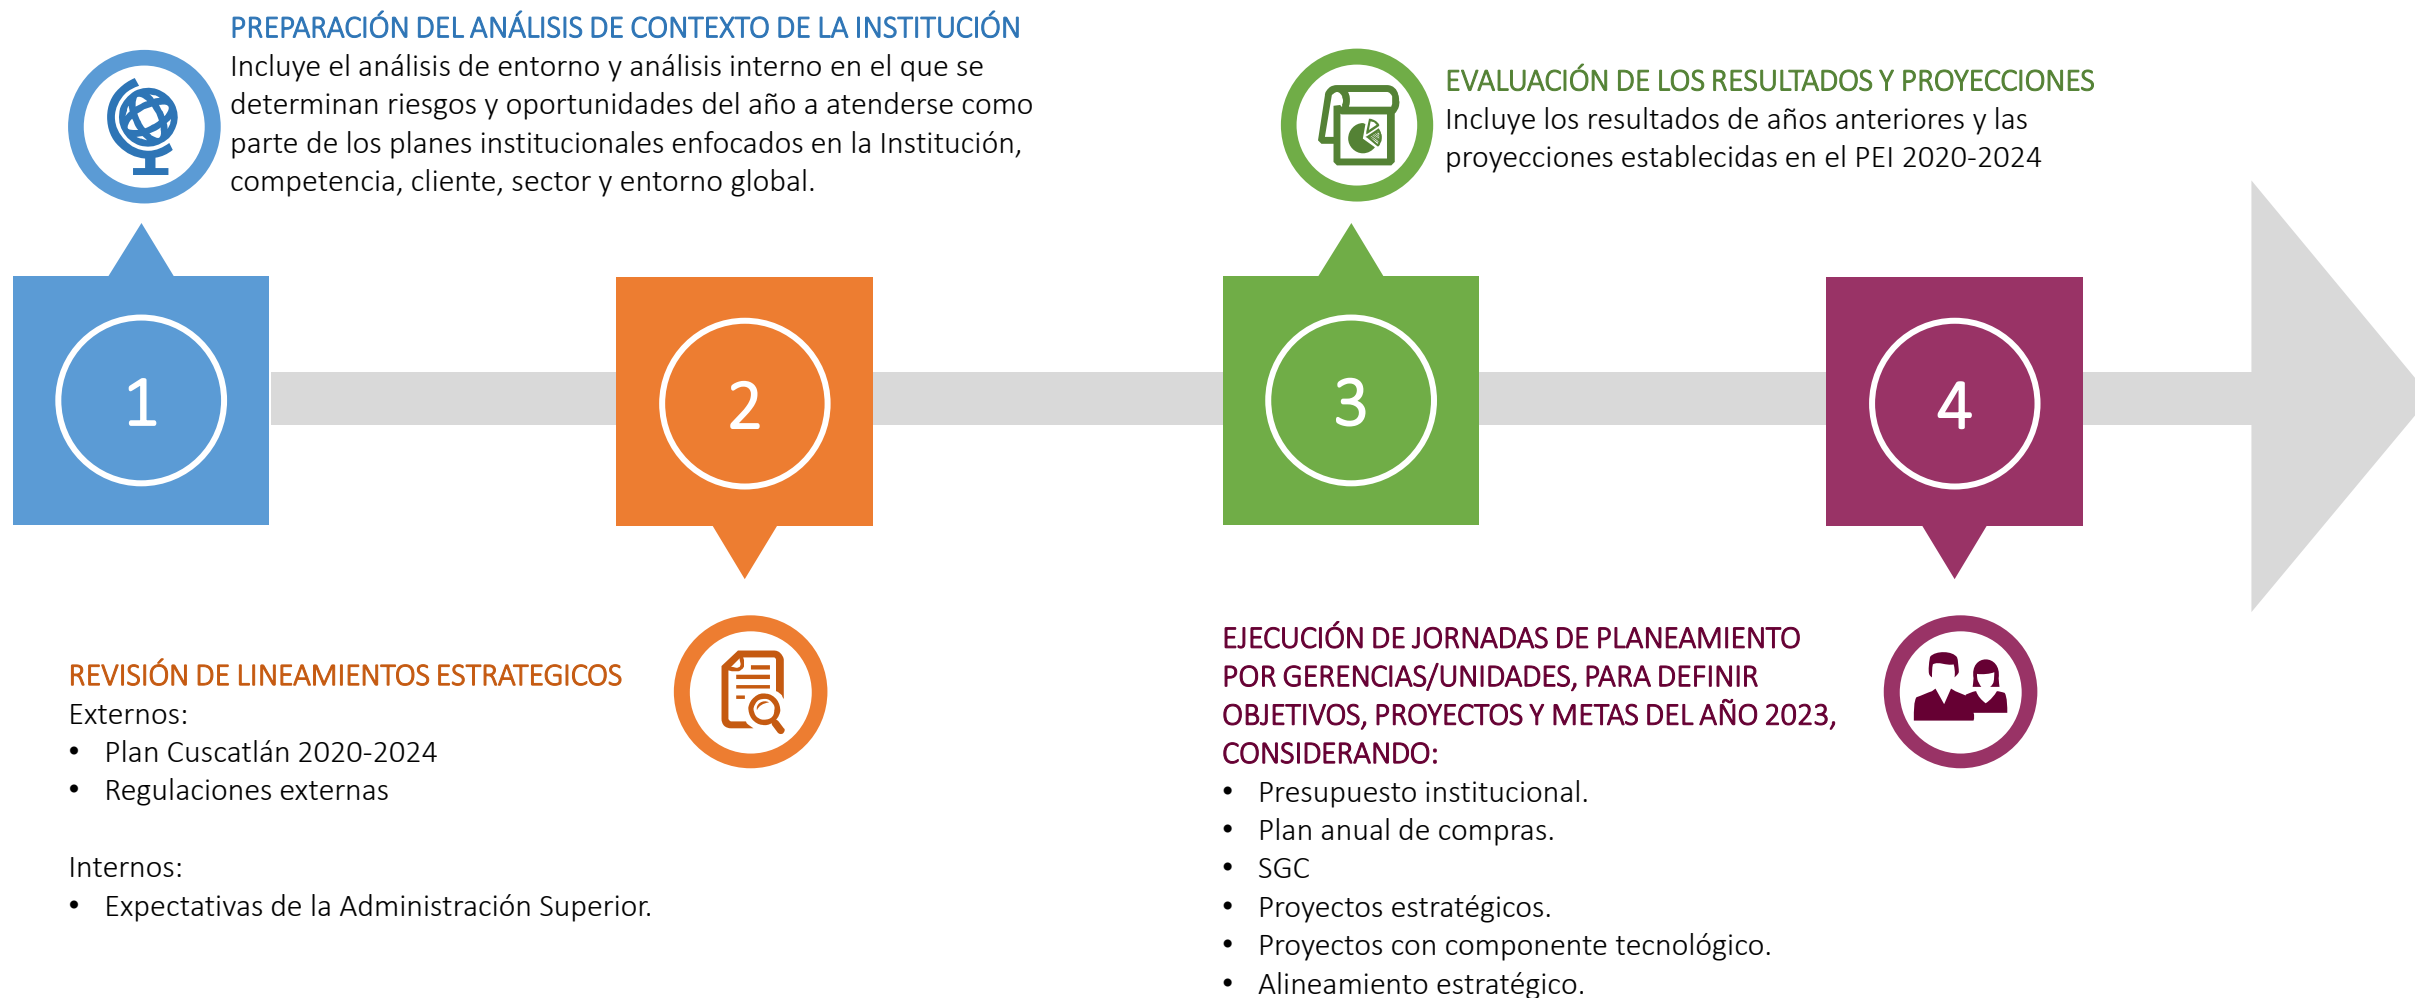 PREPARACIÓN DEL ANÁLISIS DE CONTEXTO DE LA INSTITUCIÓN
Incluye el análisis de entorno y análisis interno en el que se
determinan riesgos y oportunidades del año a atenderse como
parte de los planes institucionales enfocados en la Institución,
competencia, cliente, sector y entorno global.
1
REVISIÓN DE LINEAMIENTOS ESTRATEGICOS
Externos:
• Plan Cuscatlán 2020-2024
• Regulaciones externas
Internos:
• Expectativas de la Administración Superior.
2
EVALUACIÓN DE LOS RESULTADOS Y PROYECCIONES
Incluye los resultados de años anteriores y las
proyecciones establecidas en el PEI 2020-2024
3
4
EJECUCIÓN DE JORNADAS DE PLANEAMIENTO
POR GERENCIAS/UNIDADES, PARA DEFINIR
OBJETIVOS, PROYECTOS Y METAS DEL AÑO 2023,
CONSIDERANDO:
• Presupuesto institucional.
• Plan anual de compras.
• SGC
• Proyectos estratégicos.
• Proyectos con componente tecnológico.
• Alineamiento estratégico.